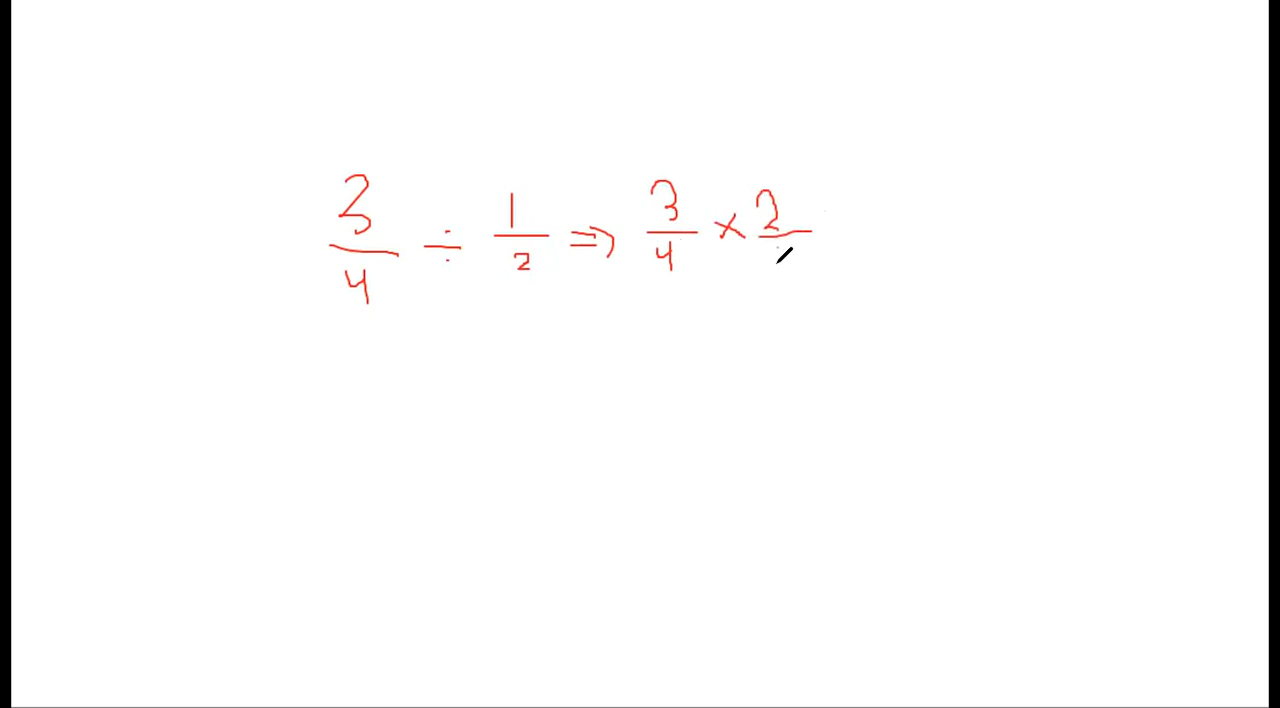 3/4 ÷ 1/2 ⇒ 3/4 × 2/